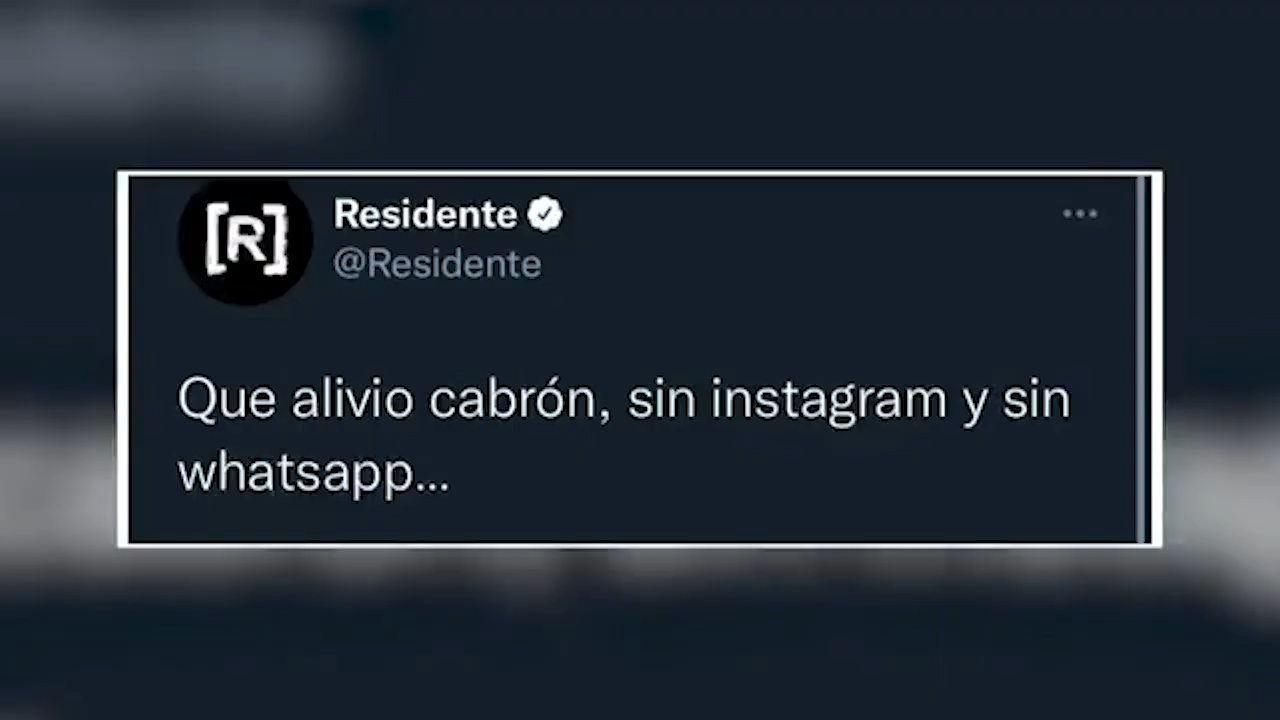 [R]
Residente
@Residente
Que alivio cabrón, sin instagram y sin
whatsapp...